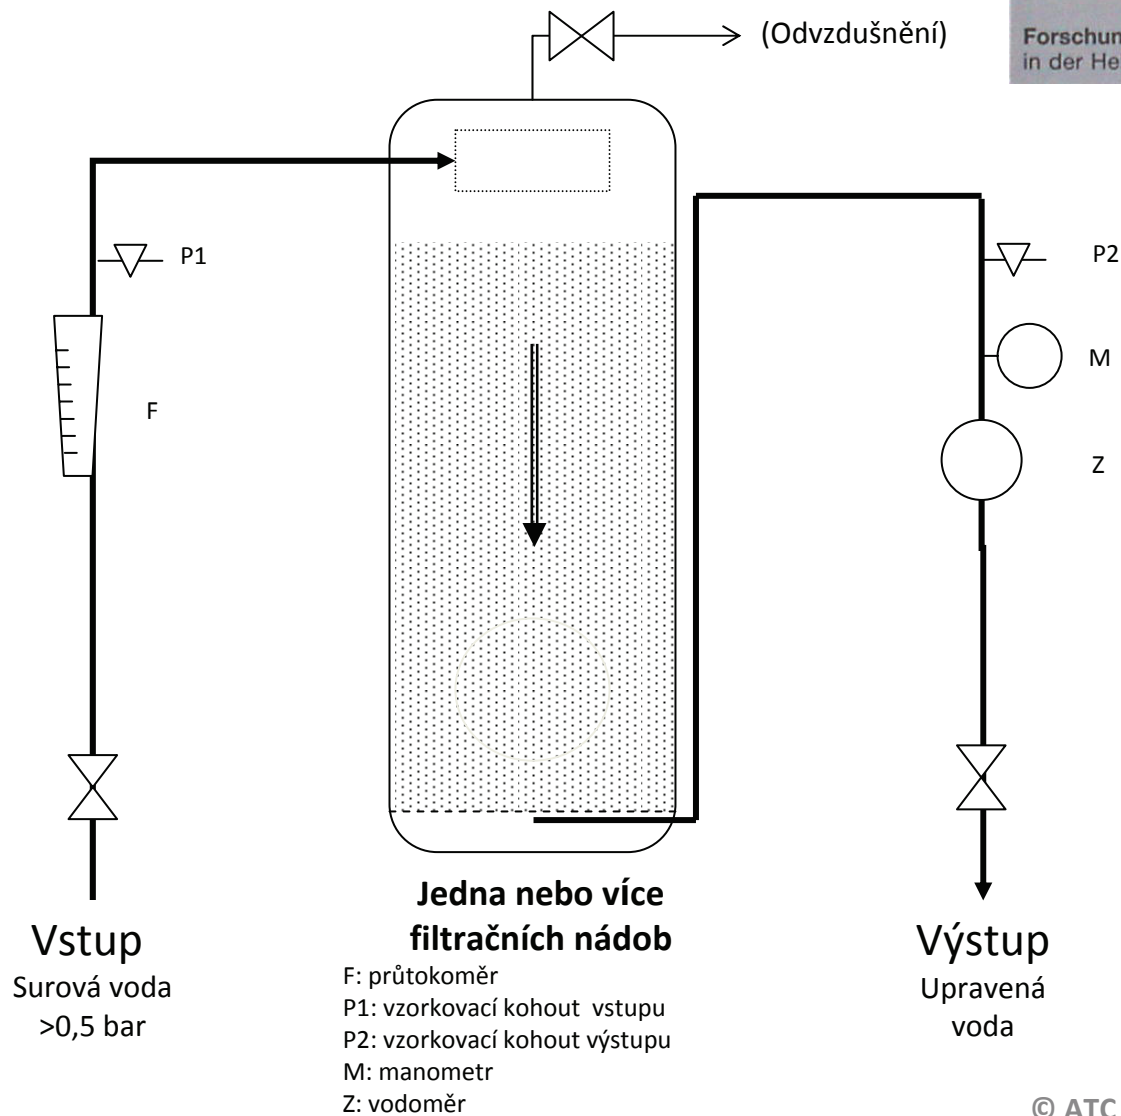 (Odvzdušnění)
Forschun
in der He
P1
P2
M
F
Z
Jedna nebo více
filtračních nádob
Vstup
Surová voda
>0,5 bar
F: průtokoměr
P1: vzorkovací kohout vstupu
P2: vzorkovací kohout výstupu
M: manometr
Z: vodoměr
Výstup
Upravená
voda
© ATC